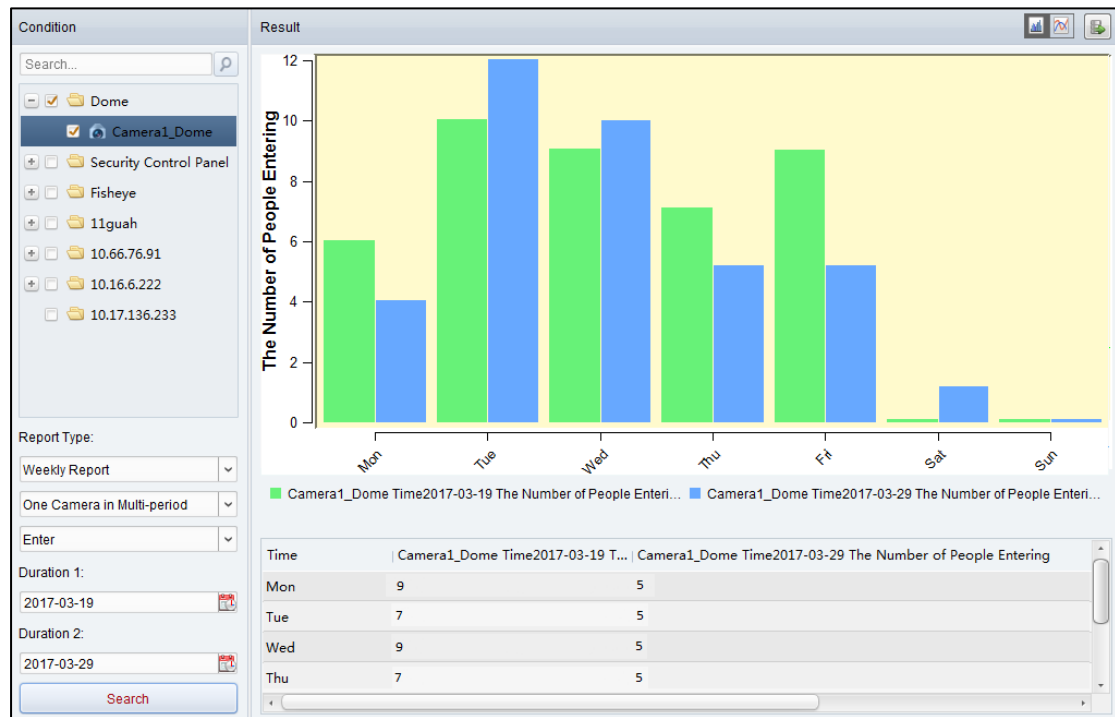 Condition
Search...
Dome
Camera1_Dome
Security Control Panel
Fisheye
11guah
10.66.76.91
10.16.6.222
10.17.136.233
Report Type:
Weekly Report
One Camera in Multi-period
Enter
Duration 1:
2017-03-19
Duration 2:
2017-03-29
Search
Result
The Number of People Entering
12
10
8
6
4
2
0
Mon Tue Wed Thu Fri Sat Sun
Camera1_Dome Time2017-03-19 The Number of People Enteri... Camera1_Dome Time2017-03-29 The Number of People Enteri...
Time Camera1_Dome Time2017-03-19 T... Camera1_Dome Time2017-03-29 The Number of People Entering
Mon 9 5
Tue 7 5
Wed 9 5
Thu 7 5